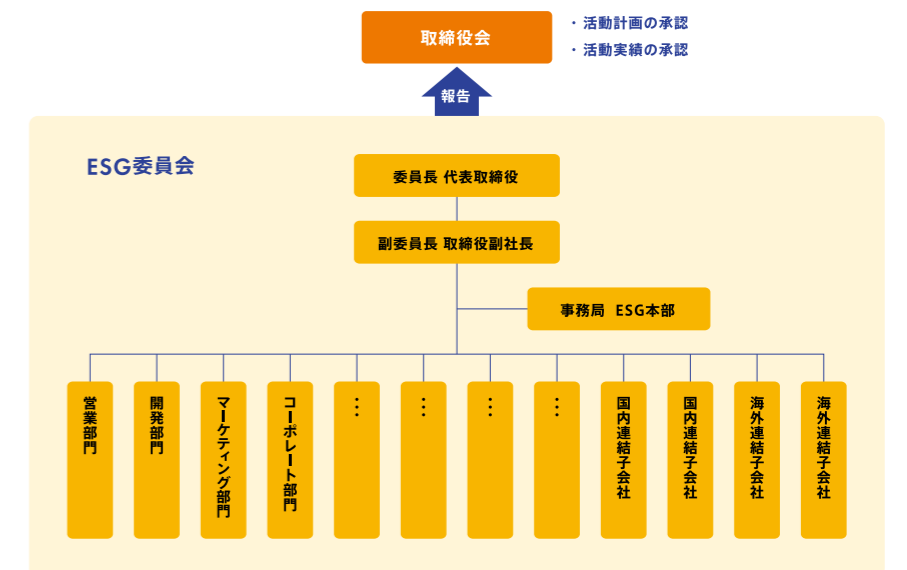 取締役会
・活動計画の承認
・活動実績の承認
報告
ESG委員会
委員長 代表取締役
副委員長 取締役副社長
事務局 ESG本部
営業部門
開発部門
マーケティング部門
コーポレート部門
…
…
…
…
国内連結子会社
国内連結子会社
海外連結子会社
海外連結子会社